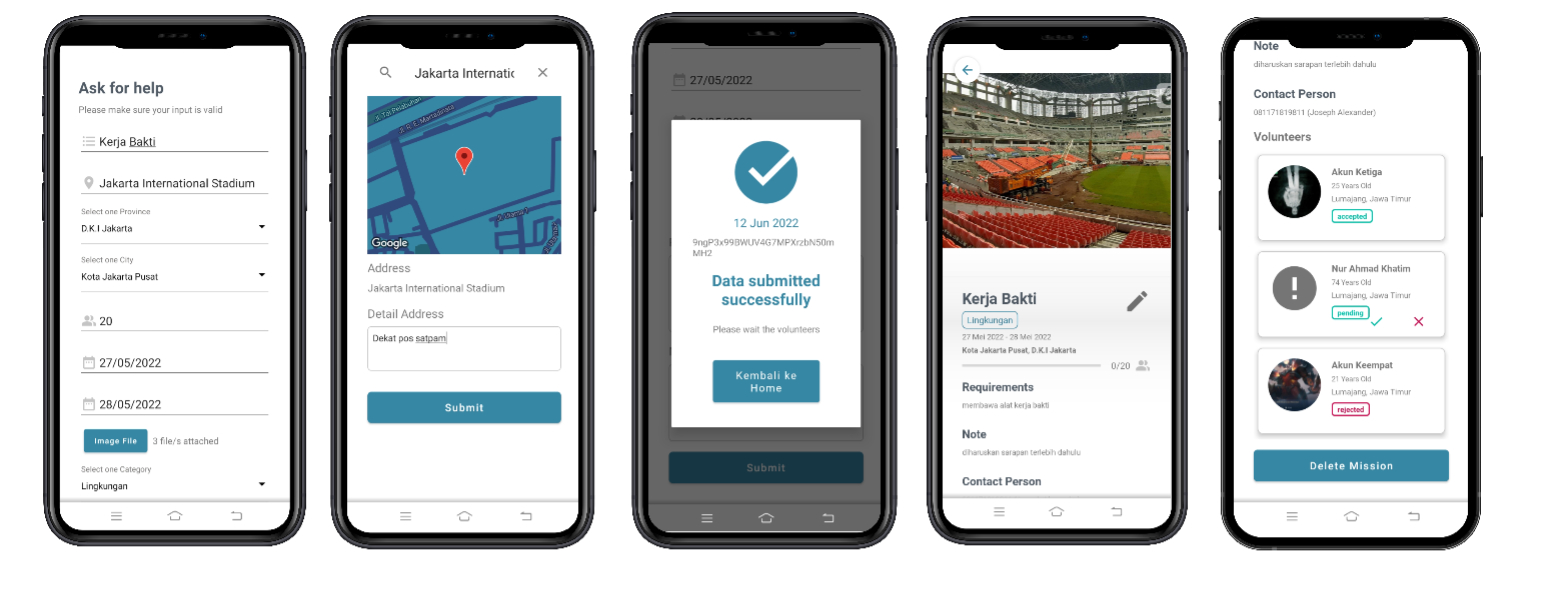 Ask for help
Please make sure your input is valid
Kerja Bakti
Jakarta International Stadium
Select one Province
D.K.I Jakarta
Select one City
Kota Jakarta Pusat
20
27/05/2022
28/05/2022
Image File 3 file/s attached
Select one Category
Lingkungan
Jakarta Internatic
Jl. R. E. Martadinata
Google
Address
Jakarta International Stadium
Detail Address
Dekat pos satpam
Submit
27/05/2022
12 Jun 2022
Data submitted
successfully
Please wait the volunteers
Kembali ke
Home
Submit
Kerja Bakti
Lingkungan
27 Mei 2022 - 28 Mei 2022
Kota Jakarta Pusat, D.K.I Jakarta
0/20
Requirements
membawa alat kerja bakti
Note
diharuskan sarapan terlebih dahulu
Contact Person
Note
diharuskan sarapan terlebih dahulu
Contact Person
081171819811 (Joseph Alexander)
Volunteers
Akun Ketiga
25 Years Old
Lumajang, Jawa Timur
accepted
Nur Ahmad Khatim
74 Years Old
Lumajang, Jawa Timur
pending
Akun Keempat
21 Years Old
Lumajang, Jawa Timur
rejected
Delete Mission